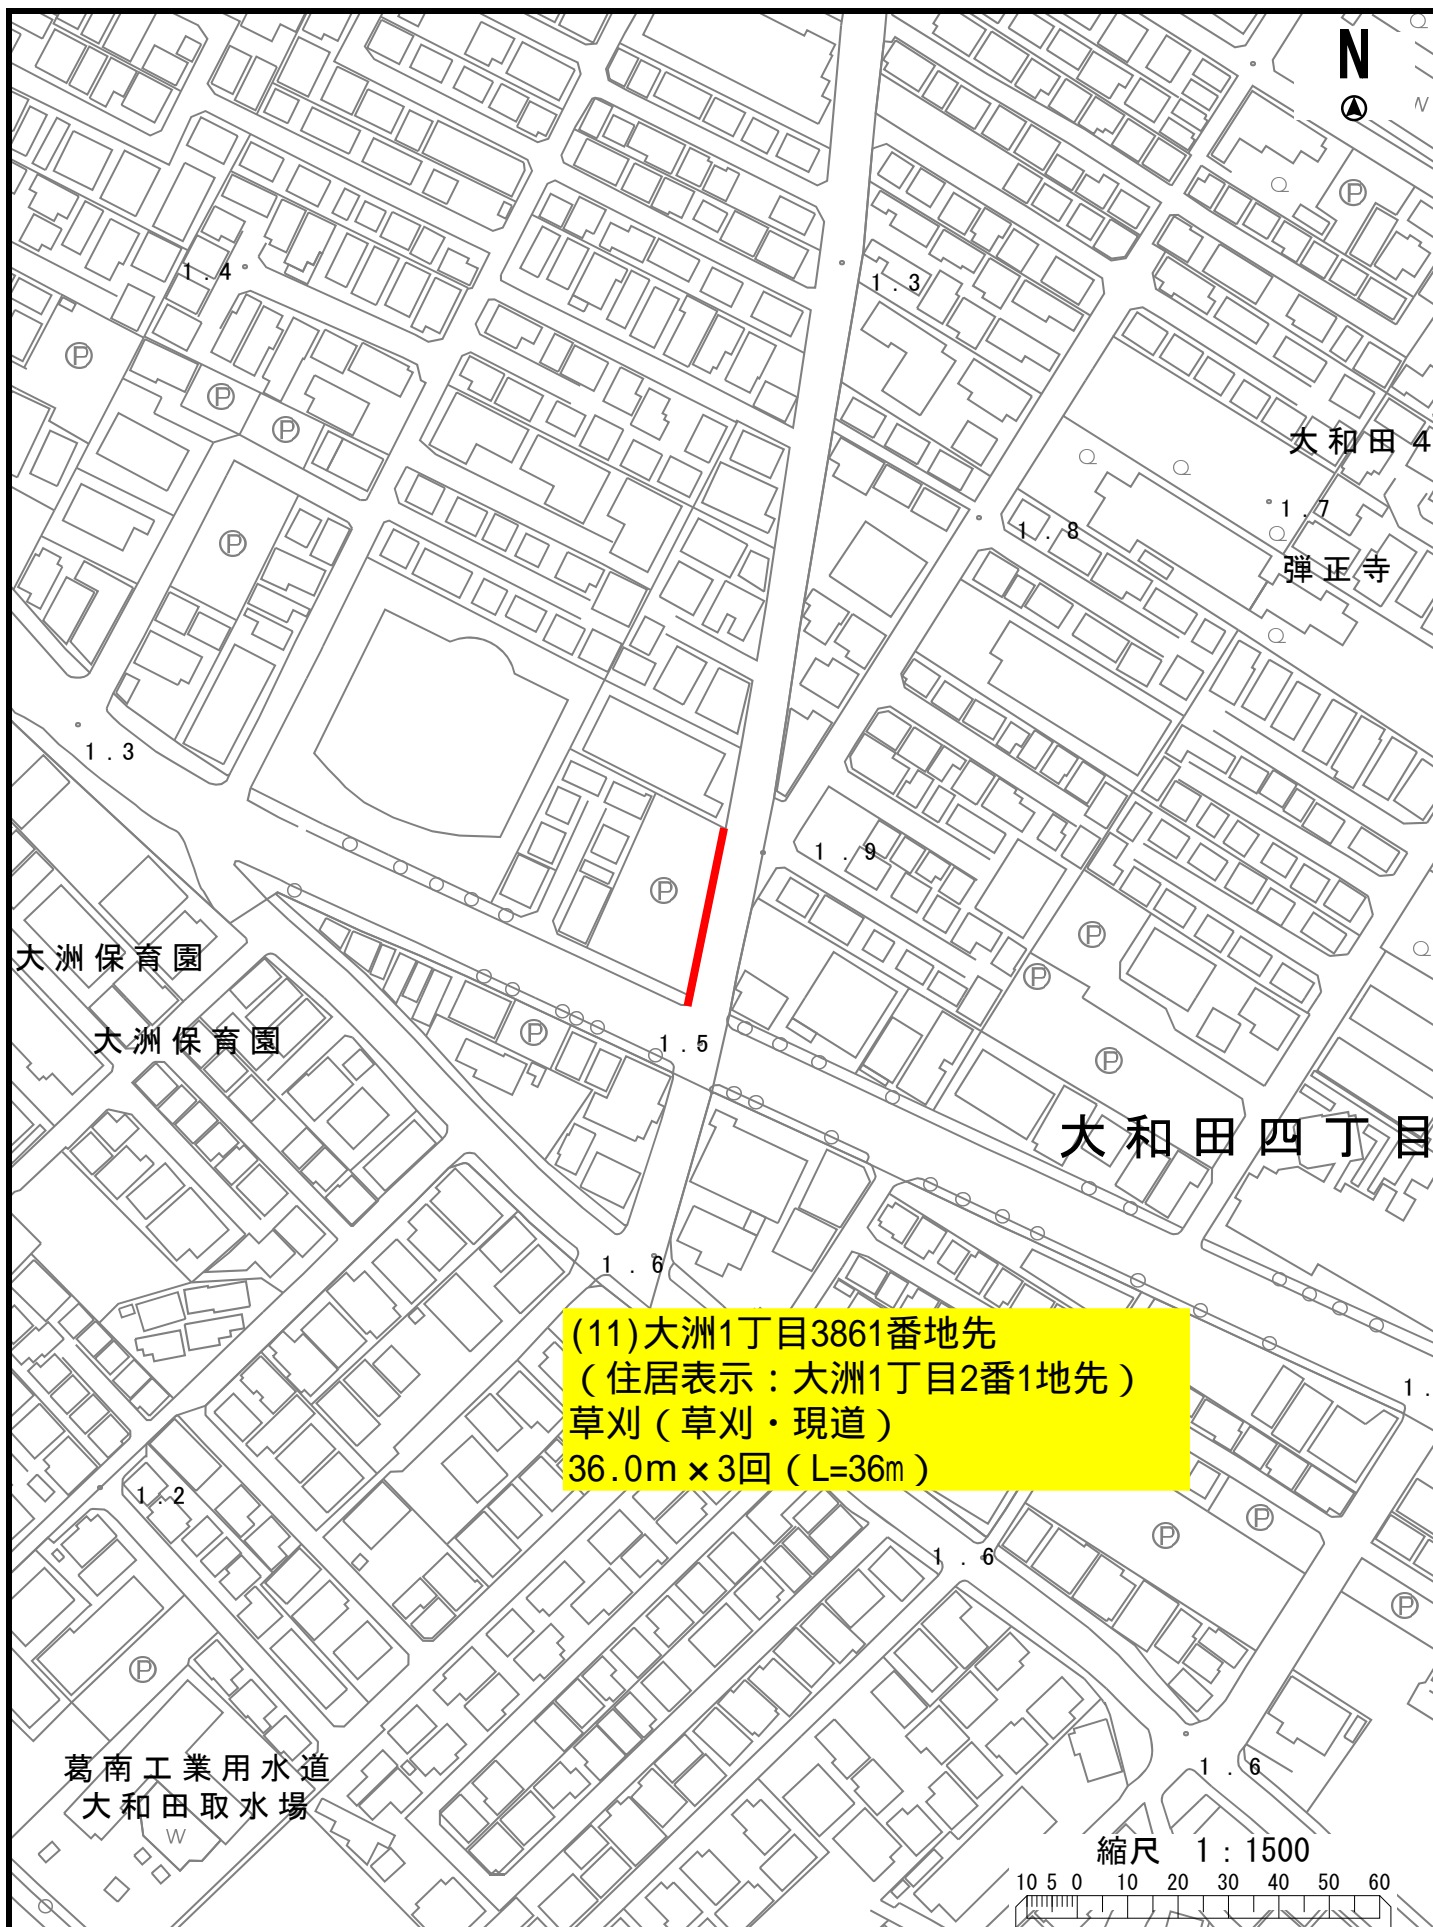 N
W
P
1.4
1.3
P
P
P
大和田4
1.7
1.8
P
弾正寺
1.3
1.9
P
P
大洲保育園
P
P
大洲保育園
1.5
P
大和田四丁目
1.6
(11)大洲1丁目3861番地先
（住居表示：大洲1丁目2番1地先）
草刈（草刈・現道）
36.0m×3回（L=36m）
1.
1.2
P
P
1.6
P
P
葛南工業用水道
大和田取水場
W
1.6
縮尺 1:1500
10 5 0 10 20 30 40 50 60